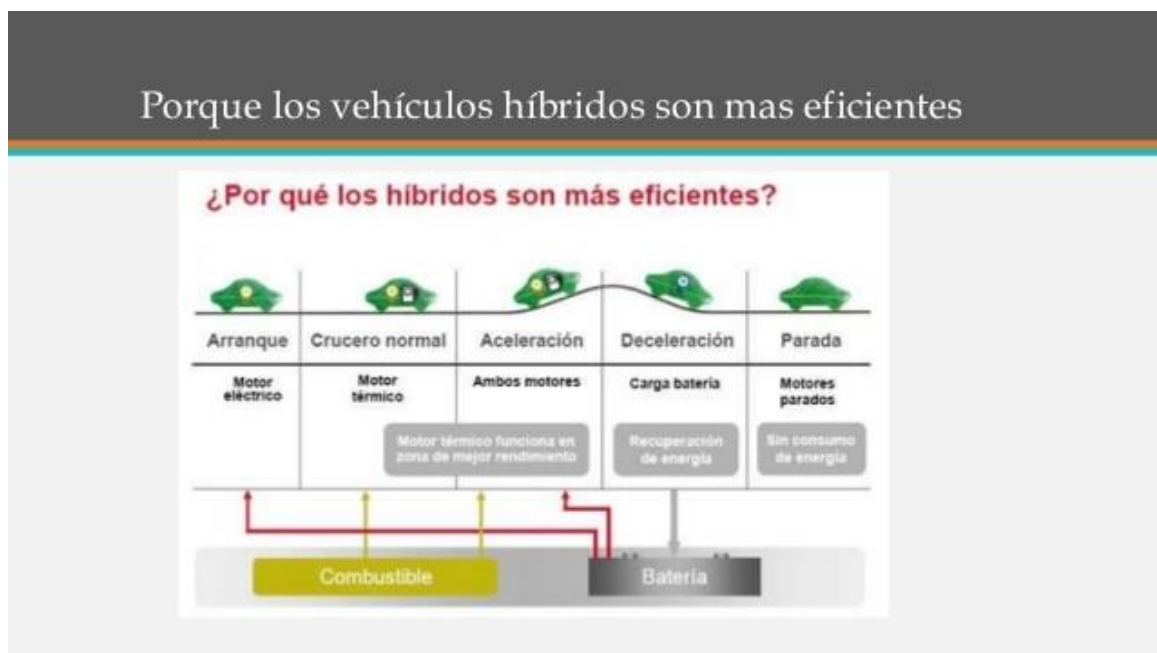 Porque los vehículos híbridos son mas eficientes
¿Por qué los híbridos son más eficientes?
Arranque
Crucero normal
Aceleración
Deceleración
Parada
Motor
eléctrico
Motor
térmico
Ambos motores
Carga batería
Motores
parados
Motor térmico funciona en
zona de mejor rendimiento
Recuperación
de energía
Sin consumo
de energía
Combustible
Batería